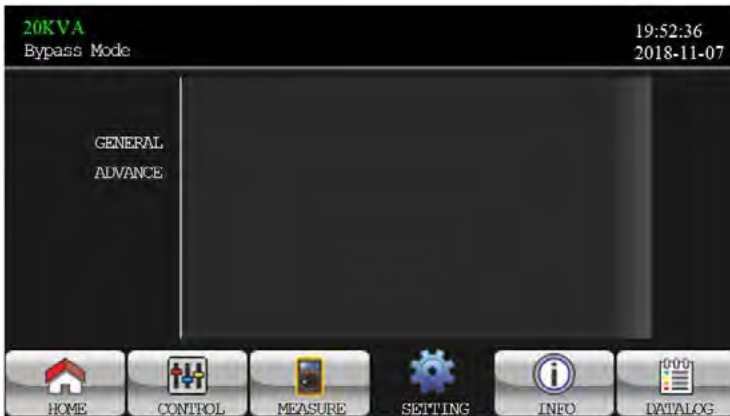 20KVA
Bypass Mode
19:52:36
2018-11-07
GENERAL
ADVANCE
HOME
CONTROL
MEASURE
SETTING
INFO
DATALOG